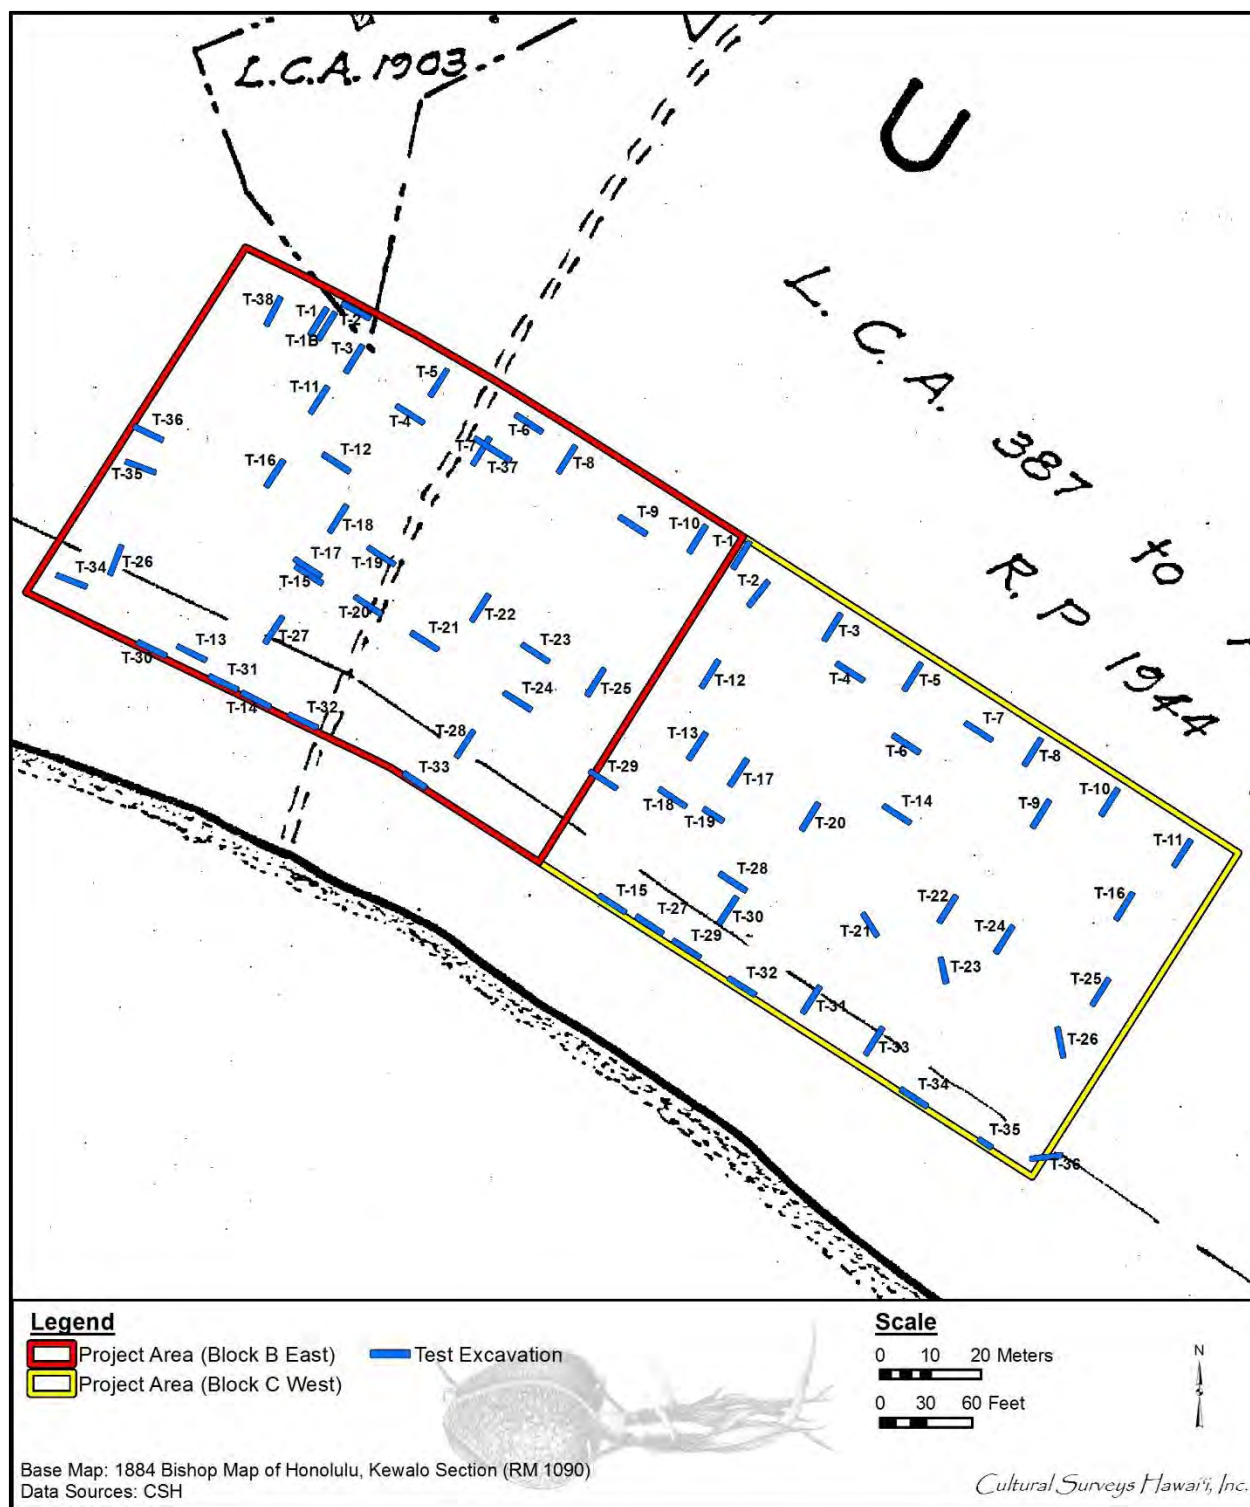 L.C.A. 1903
U
L. C. A. 387 to
R. P 1944
T-38
T-1
T-2
T-1B
T-3
T-5
T-11
T-4
T-6
T-36
T-7
T-8
T-12
T-37
T-16
T-35
T-9
T-10
T-1
T-18
T-17
T-19
T-26
T-34
T-15
T-2
T-20
T-22
T-3
T-27
T-21
T-13
T-23
T-30
T-4
T-5
T-12
T-31
T-25
T-24
T-14
T-32
T-7
T-28
T-13
T-6
T-8
T-33
T-29
T-17
T-10
T-18
T-14
T-9
T-19
T-20
T-11
T-28
T-15
T-16
T-27
T-30
T-22
T-29
T-21
T-24
T-23
T-32
T-25
T-31
T-26
T-33
T-34
T-35
T-36
Legend
Project Area (Block B East)
Test Excavation
Project Area (Block C West)
Scale
0 10 20 Meters
0 30 60 Feet
N
Base Map: 1884 Bishop Map of Honolulu, Kewalo Section (RM 1090)
Data Sources: CSH
Cultural Surveys Hawai‘i, Inc.